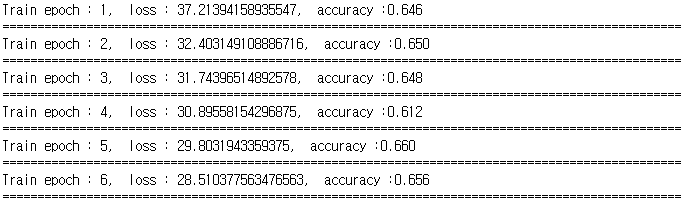 Train epoch : 1,  loss : 37.21394158935547,  accuracy :0.646
=================================================================================================
Train epoch : 2,  loss : 32.403149108886716,  accuracy :0.650
=================================================================================================
Train epoch : 3,  loss : 31.74396514892578,  accuracy :0.648
=================================================================================================
Train epoch : 4,  loss : 30.89558154296875,  accuracy :0.612
=================================================================================================
Train epoch : 5,  loss : 29.8031943359375,  accuracy :0.660
=================================================================================================
Train epoch : 6,  loss : 28.510377563476563,  accuracy :0.656
=================================================================================================